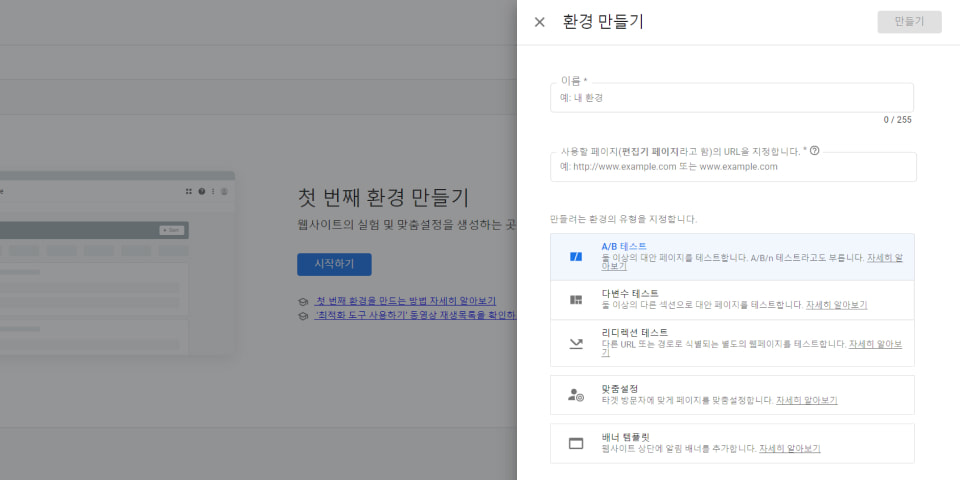 환경 만들기
만들기
이름 *
예: 내 환경
0 / 255
사용할 페이지(편집기 페이지라고 함)의 URL을 지정합니다. *
예: http://www.example.com 또는 www.example.com
만들려는 환경의 유형을 지정합니다.
A/B 테스트
둘 이상의 대안 페이지를 테스트합니다. A/B/n 테스트라고도 부릅니다. 자세히 알
아보기
다변수 테스트
둘 이상의 다른 섹션으로 대안 페이지를 테스트합니다. 자세히 알아보기
리디렉션 테스트
다른 URL 또는 경로로 식별되는 별도의 웹페이지를 테스트합니다. 자세히 알아보
기
맞춤설정
타겟 방문자에 맞게 페이지를 맞춤설정합니다. 자세히 알아보기
배너 템플릿
웹사이트 상단에 알림 배너를 추가합니다. 자세히 알아보기
첫 번째 환경 만들기
웹사이트의 실험 및 맞춤설정을 생성하는 곳
시작하기
첫 번째 환경을 만드는 방법 자세히 알아보기
'최적화 도구 사용하기' 동영상 재생목록을 확인하